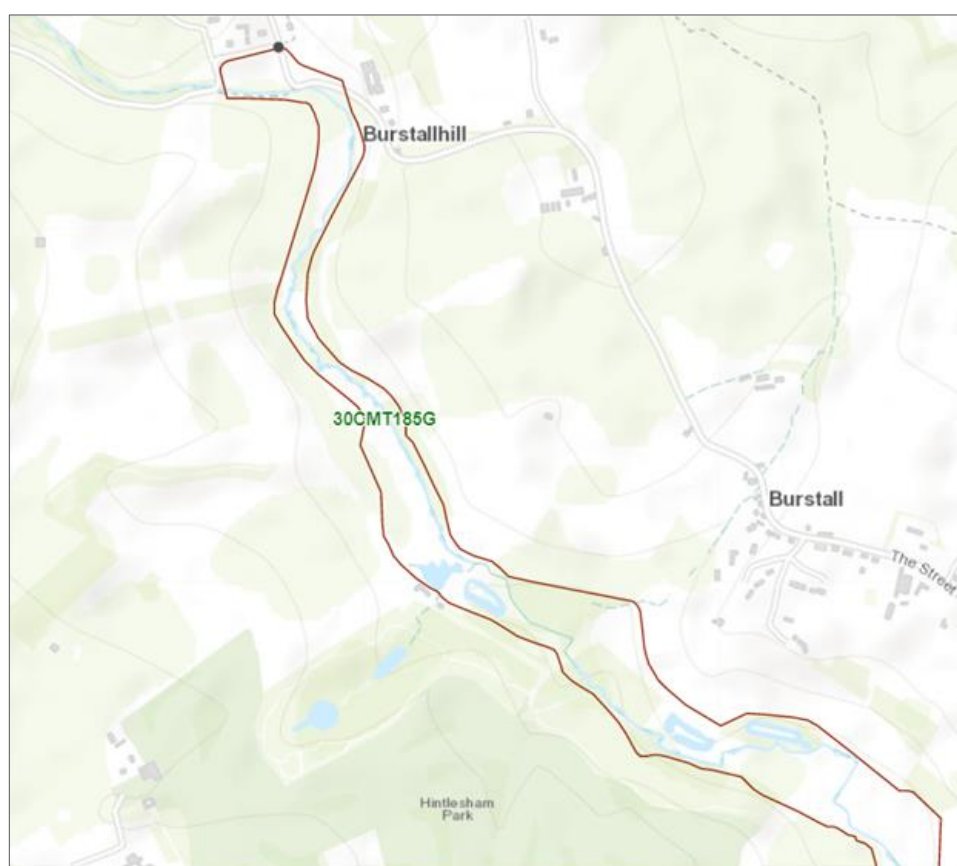 Burstallhill
30CMT185G
Burstall
The Street
Hintlesham
Park